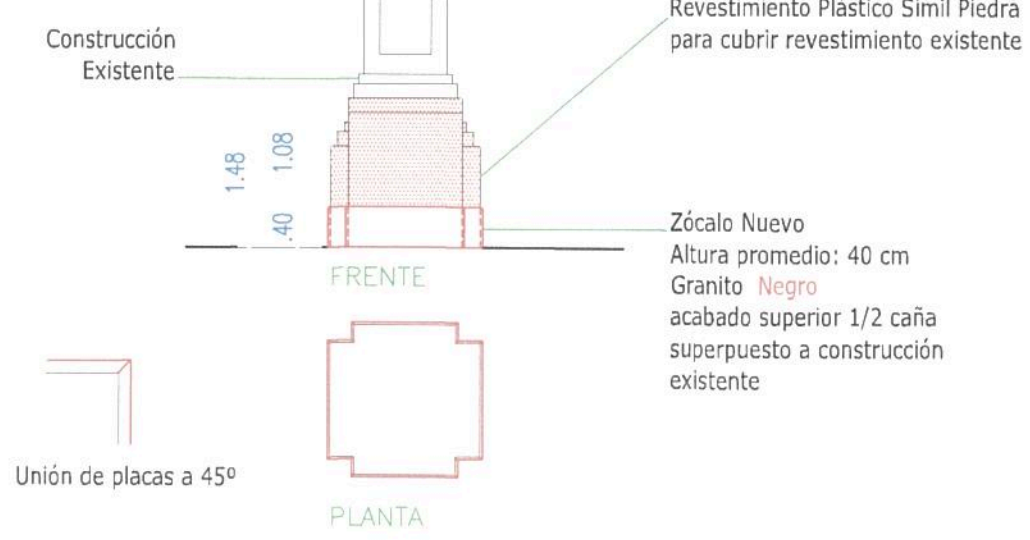 Revestimiento Plástico Simil Piedra
para cubrir revestimiento existente
Construcción
Existente
1.48
1.08
.40
Zócalo Nuevo
Altura promedio: 40 cm
Granito Negro
acabado superior 1/2 caña
superpuesto a construcción
existente
FRENTE
Unión de placas a 45º
PLANTA